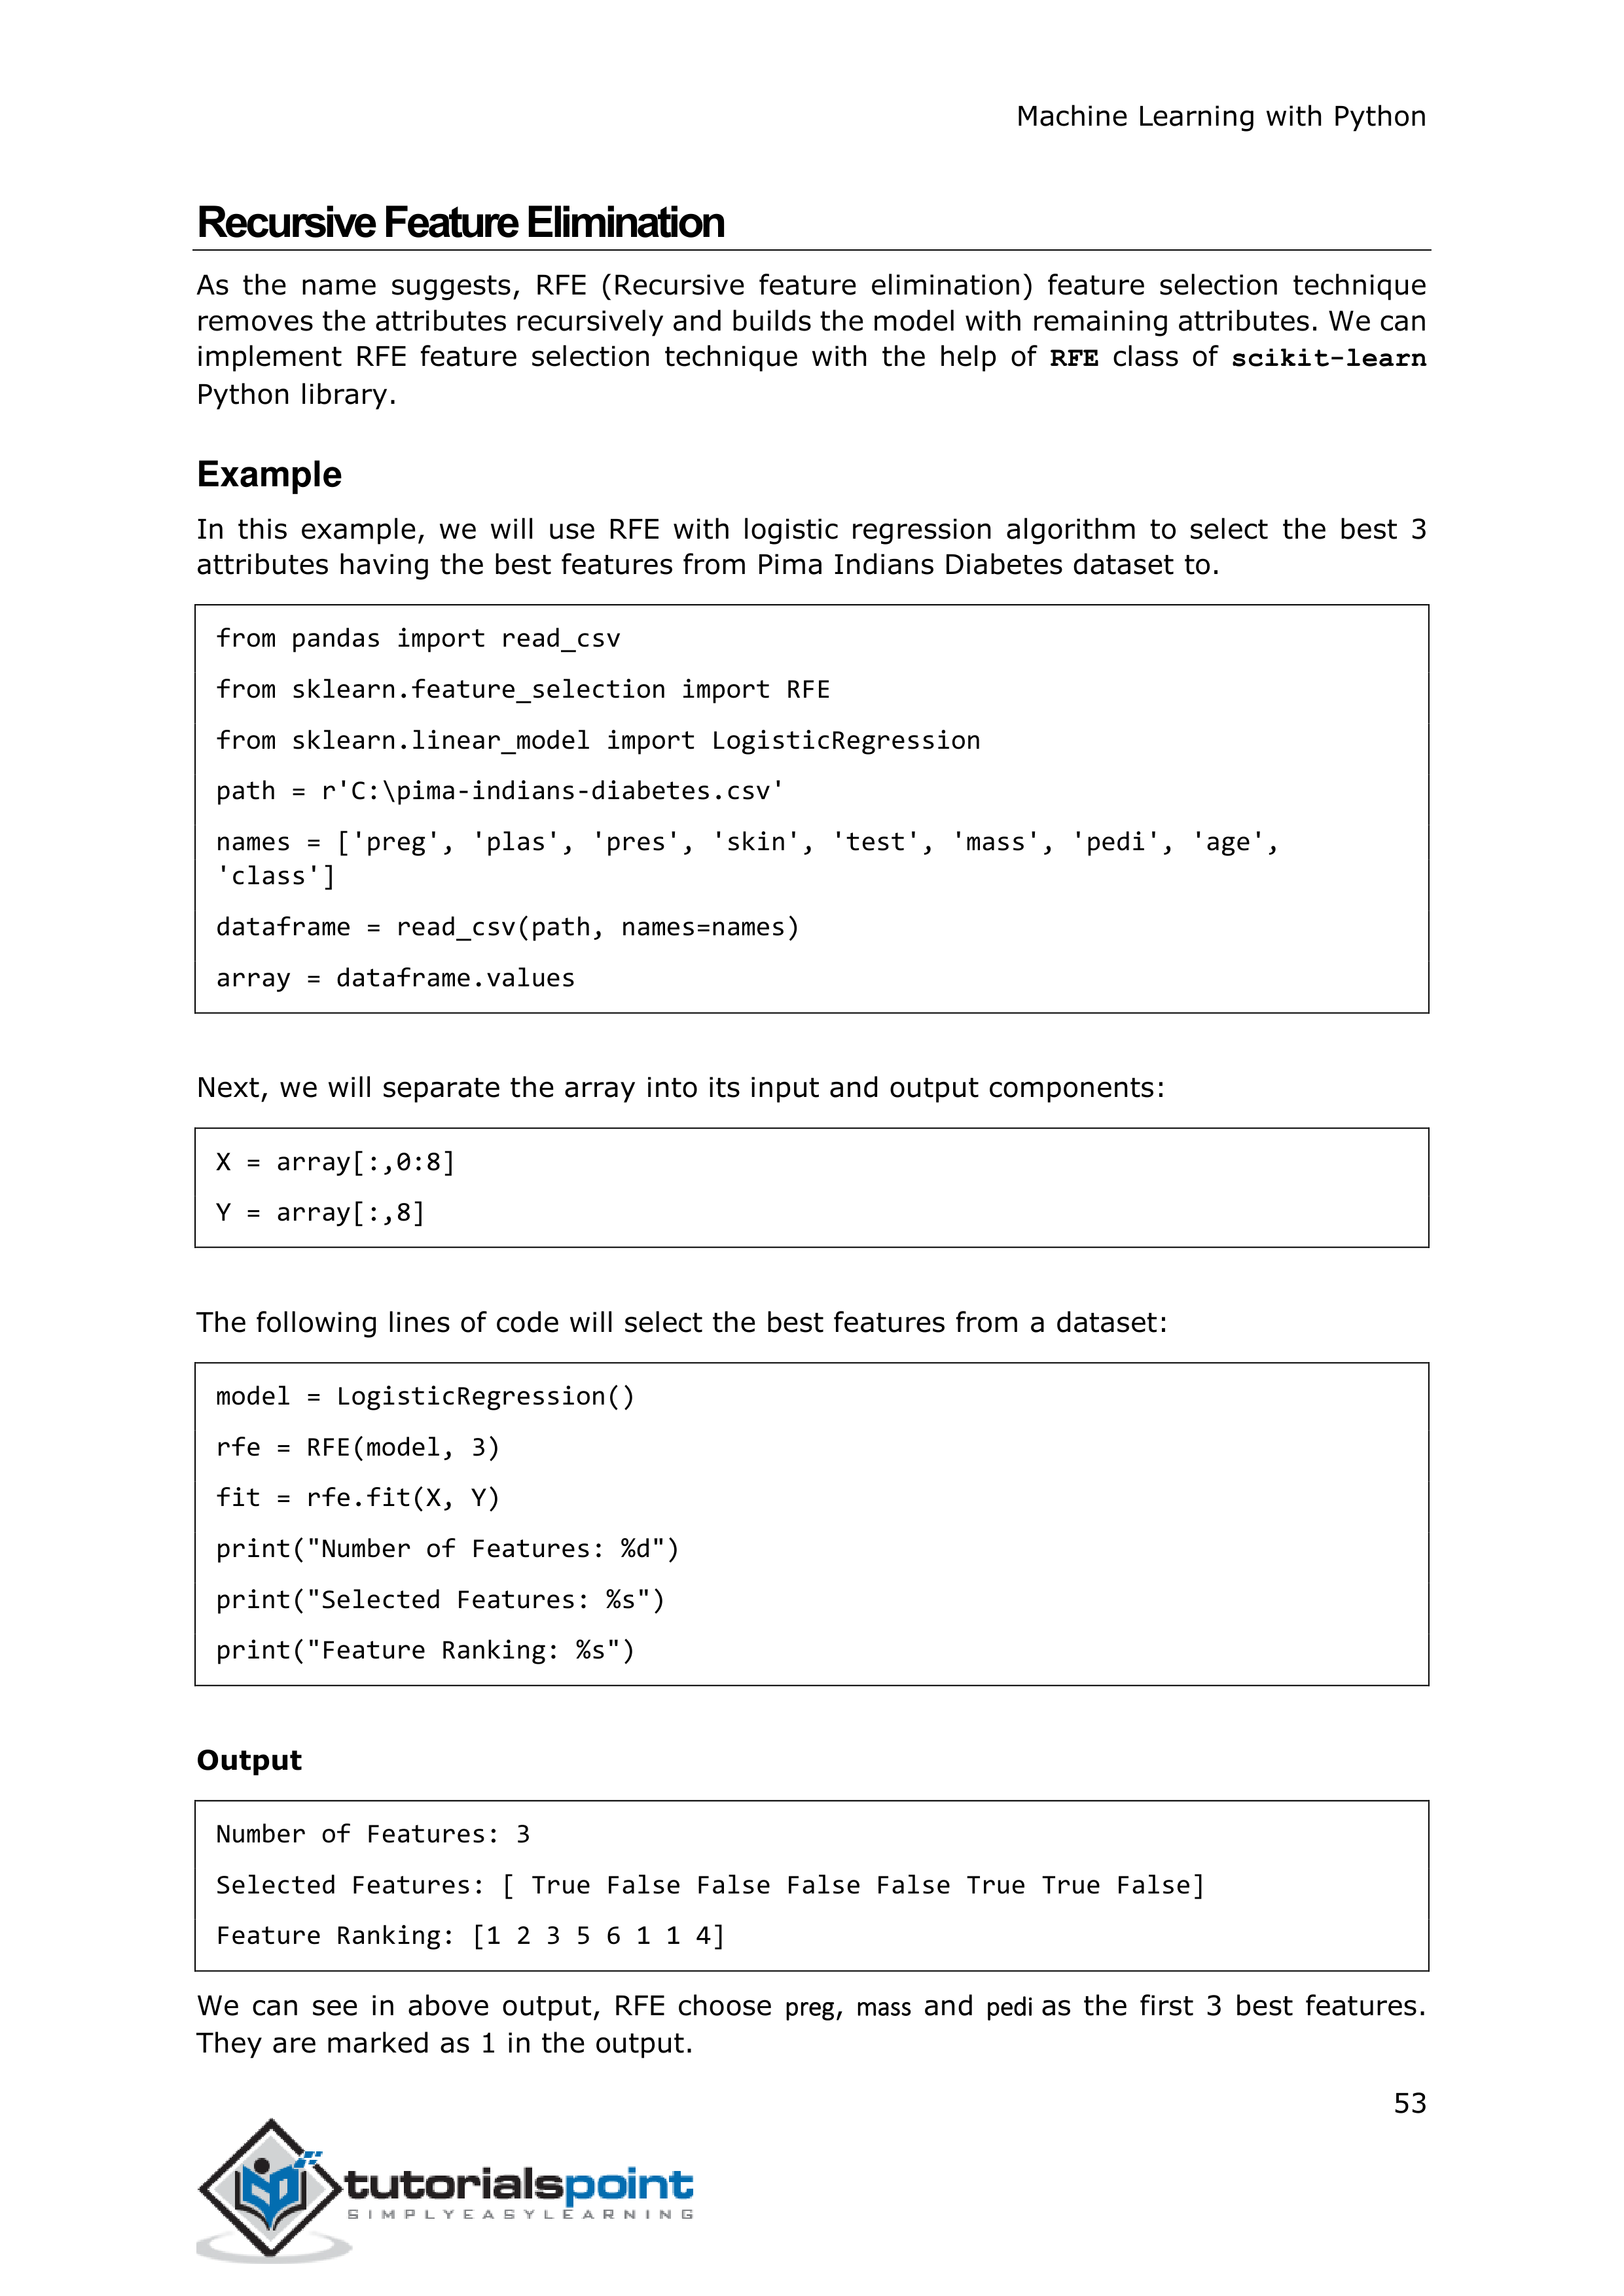 Machine Learning with Python
Recursive Feature Elimination
As the name suggests, RFE (Recursive feature elimination) feature selection technique
removes the attributes recursively and builds the model with remaining attributes. We can
implement RFE feature selection technique with the help of RFE class of scikit-learn
Python library.
Example
In this example, we will use RFE with logistic regression algorithm to select the best 3
attributes having the best features from Pima Indians Diabetes dataset to.
from pandas import read_csv
from sklearn.feature_selection import RFE
from sklearn.linear_model import LogisticRegression
path = r'C:\pima-indians-diabetes.csv'
names = ['preg', 'plas', 'pres', 'skin', 'test', 'mass', 'pedi', 'age',
'class']
dataframe = read_csv(path, names=names)
array = dataframe.values
Next, we will separate the array into its input and output components:
X = array[:,0:8]
Y = array[:,8]
The following lines of code will select the best features from a dataset:
model = LogisticRegression()
rfe = RFE(model, 3)
fit = rfe.fit(X, Y)
print("Number of Features: %d")
print("Selected Features: %s")
print("Feature Ranking: %s")
Output
Number of Features: 3
Selected Features: [ True False False False False True True False]
Feature Ranking: [1 2 3 5 6 1 1 4]
We can see in above output, RFE choose preg, mass and pedi as the first 3 best features.
They are marked as 1 in the output.
53
tutorialspoint
SIMPLYEASYLEARNING